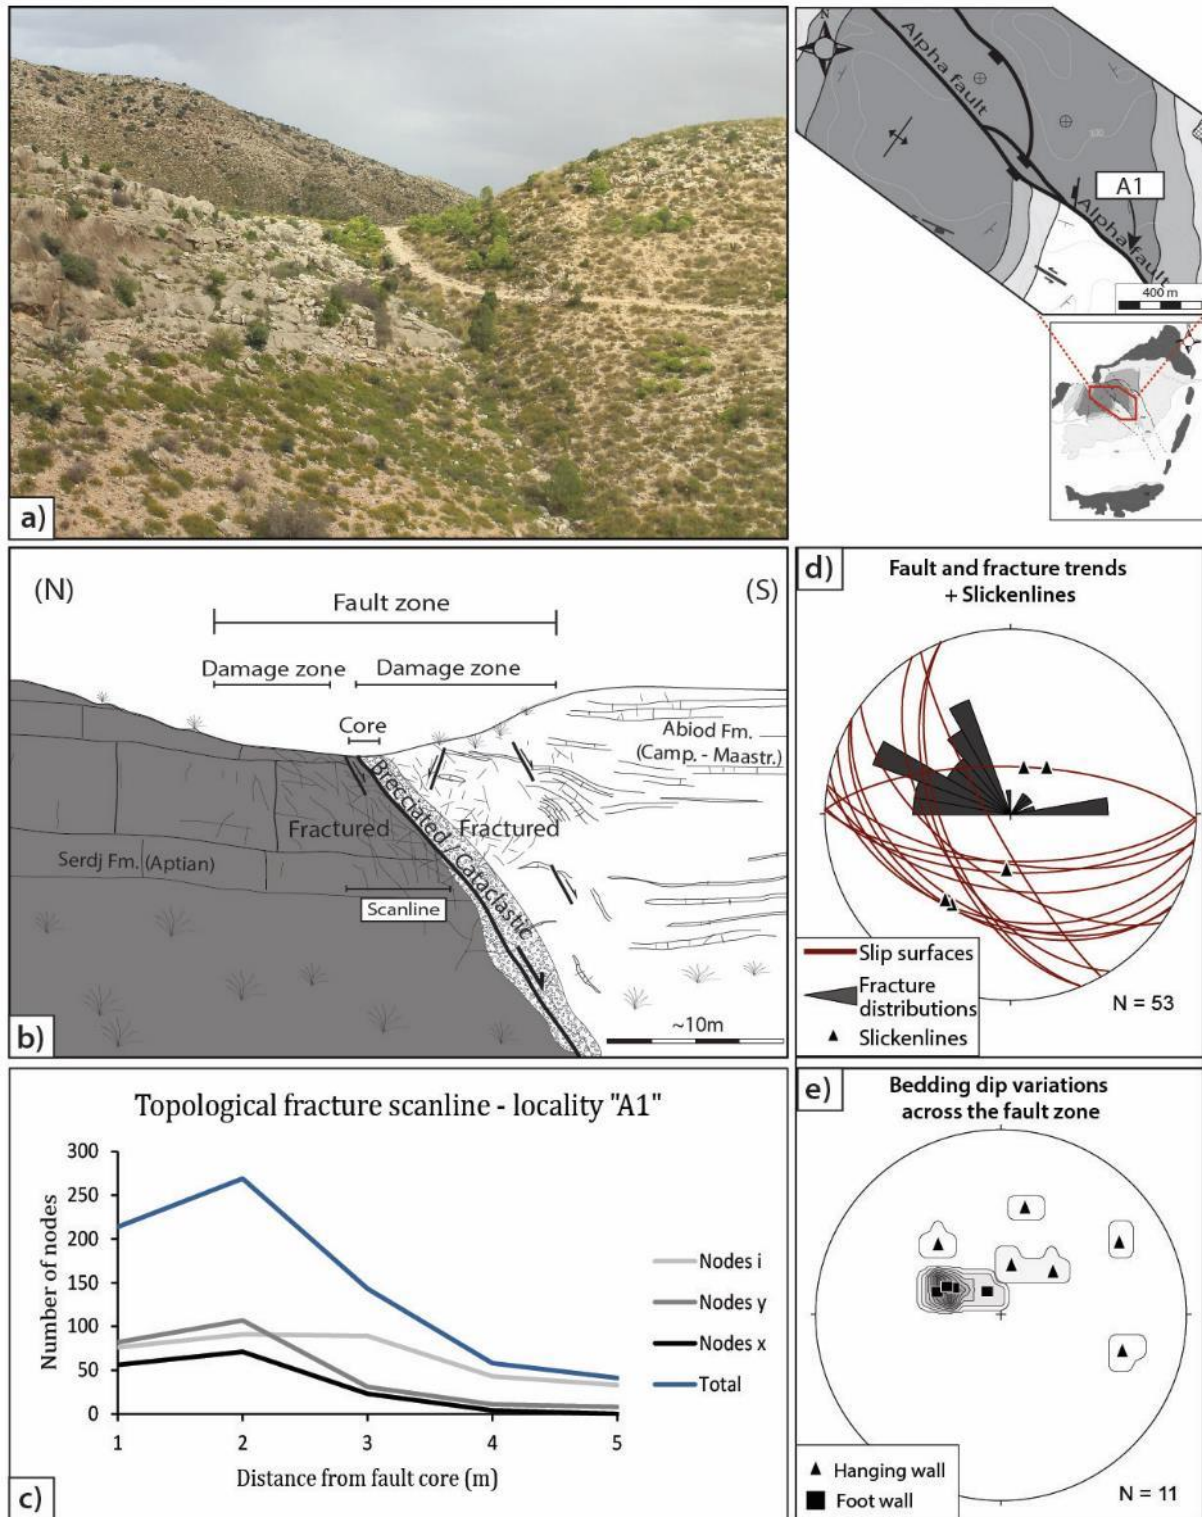 a)
N
Alpha fault
A1
Alpha fault
400 m
b)
(N)
(S)
Fault zone
Damage zone
Damage zone
Core
Abiod Fm.
(Camp. - Maastr.)
Brecciated / Cataclastic
Fractured
Fractured
Serdj Fm. (Aptian)
Scanline
~10m
c)
Topological fracture scanline - locality "A1"
Number of nodes
300
250
200
150
100
50
0
1
2
3
4
5
Distance from fault core (m)
Nodes i
Nodes y
Nodes x
Total
d)
Fault and fracture trends
+ Slickenlines
Slip surfaces
Fracture
distributions
Slickenlines
N = 53
e)
Bedding dip variations
across the fault zone
Hanging wall
Foot wall
N = 11